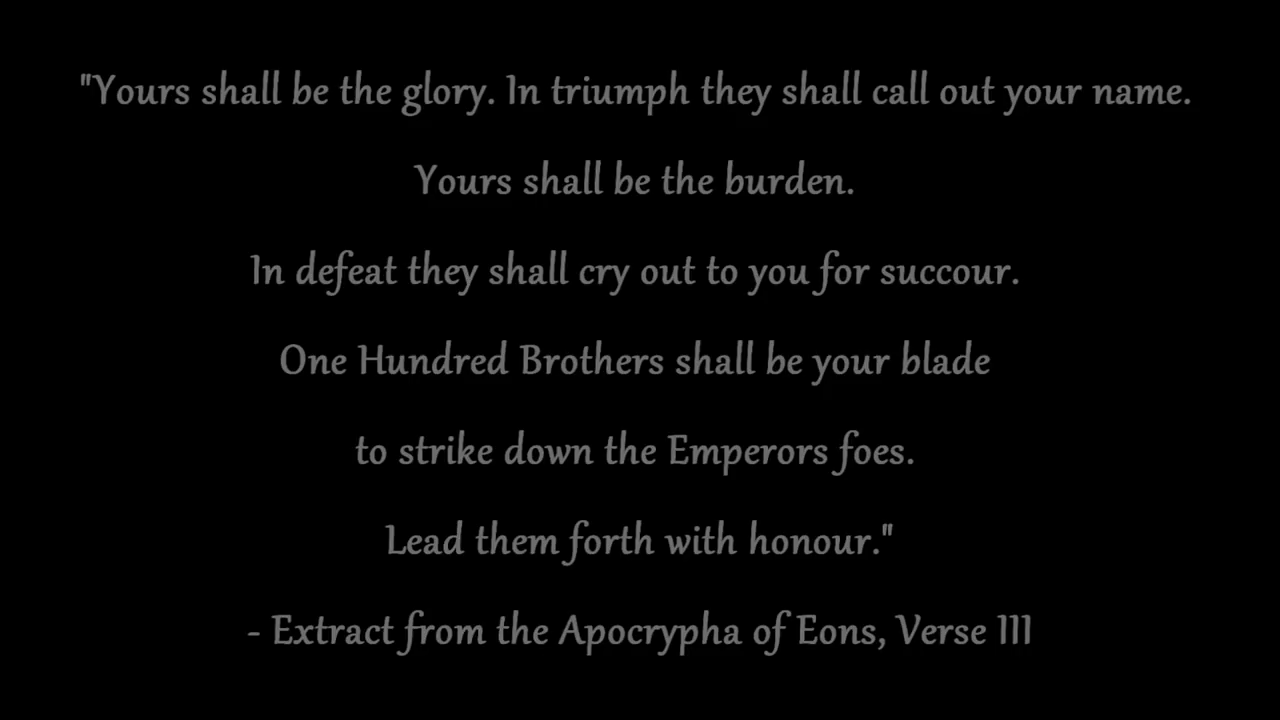 "Yours shall be the glory. In triumph they shall call out your name.
Yours shall be the burden.
In defeat they shall cry out to you for succour.
One Hundred Brothers shall be your blade
to strike down the Emperors foes.
Lead them forth with honour."
- Extract from the Apocrypha of Eons, Verse III